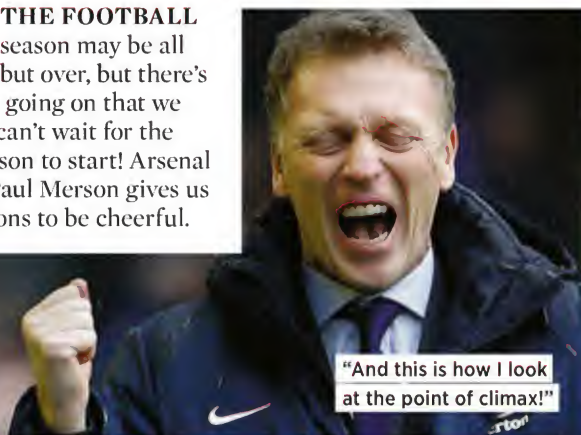 THE FOOTBALL
season may be all
but over, but there's
going on that we
can't wait for the
son to start! Arsenal
aul Merson gives us
ons to be cheerful.
"And this is how I look
at the point of climax!"
rton